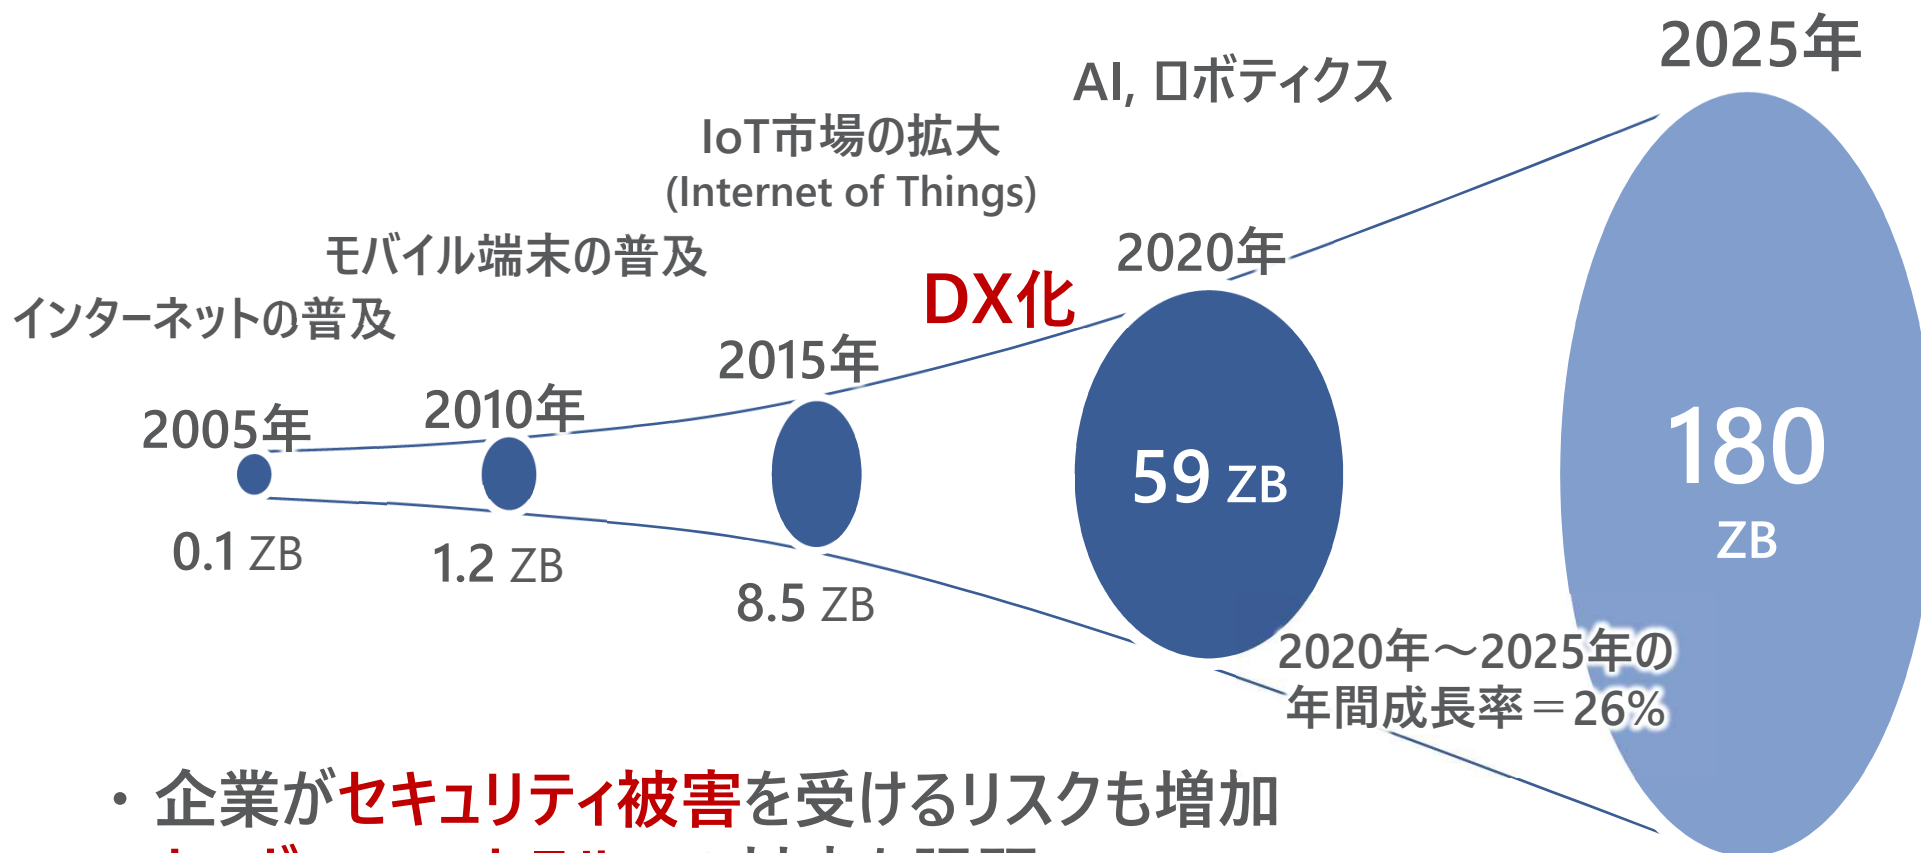 2025年
AI, ロボティクス
IoT市場の拡大
(Internet of Things)
2020年
モバイル端末の普及
DX化
インターネットの普及
2015年
2010年
2005年
59 ZB
180
ZB
0.1 ZB
1.2 ZB
8.5 ZB
2020年～2025年の
年間成長率＝26%
・企業がセキュリティ被害を受けるリスクも増加